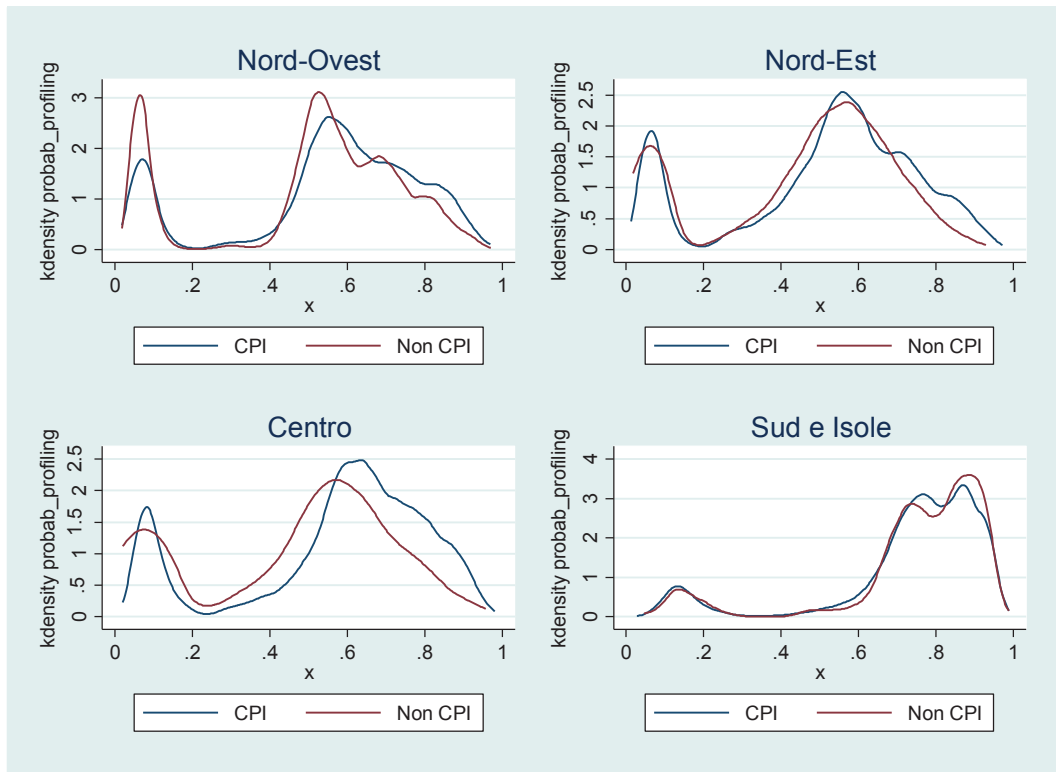 Nord-Ovest
kdensity probab_profiling
3
2
1
0
0 .2 .4 .6 .8 1
x
CPI Non CPI
Nord-Est
kdensity probab_profiling
2.5
2
1.5
1
.5
0
0 .2 .4 .6 .8 1
x
CPI Non CPI
Centro
kdensity probab_profiling
2.5
2
1.5
1
.5
0
0 .2 .4 .6 .8 1
x
CPI Non CPI
Sud e Isole
kdensity probab_profiling
4
3
2
1
0
0 .2 .4 .6 .8 1
x
CPI Non CPI